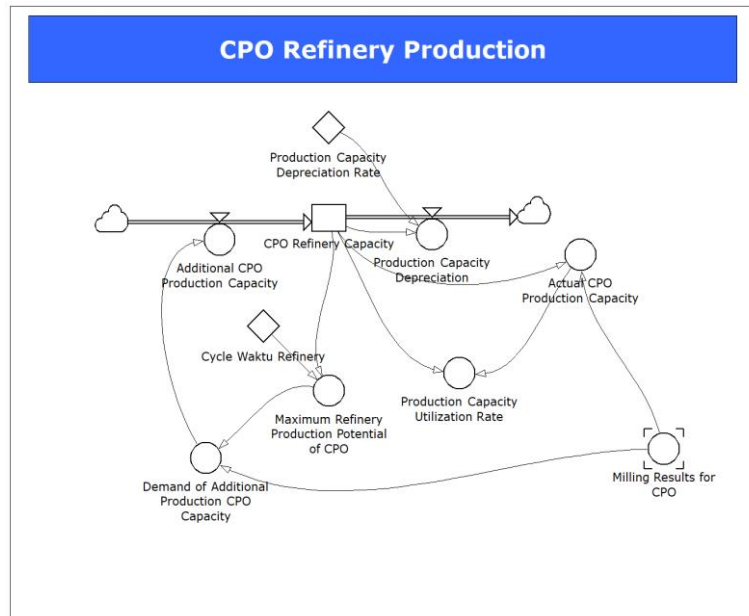 CPO Refinery Production
Production Capacity
Depreciation Rate
CPO Refinery Capacity
Additional CPO
Production Capacity
Production Capacity
Depreciation
Actual CPO
Production Capacity
Cycle Waktu Refinery
Maximum Refinery
Production Potential
of CPO
Production Capacity
Utilization Rate
Demand of Additional
Production CPO
Capacity
Milling Results for
CPO